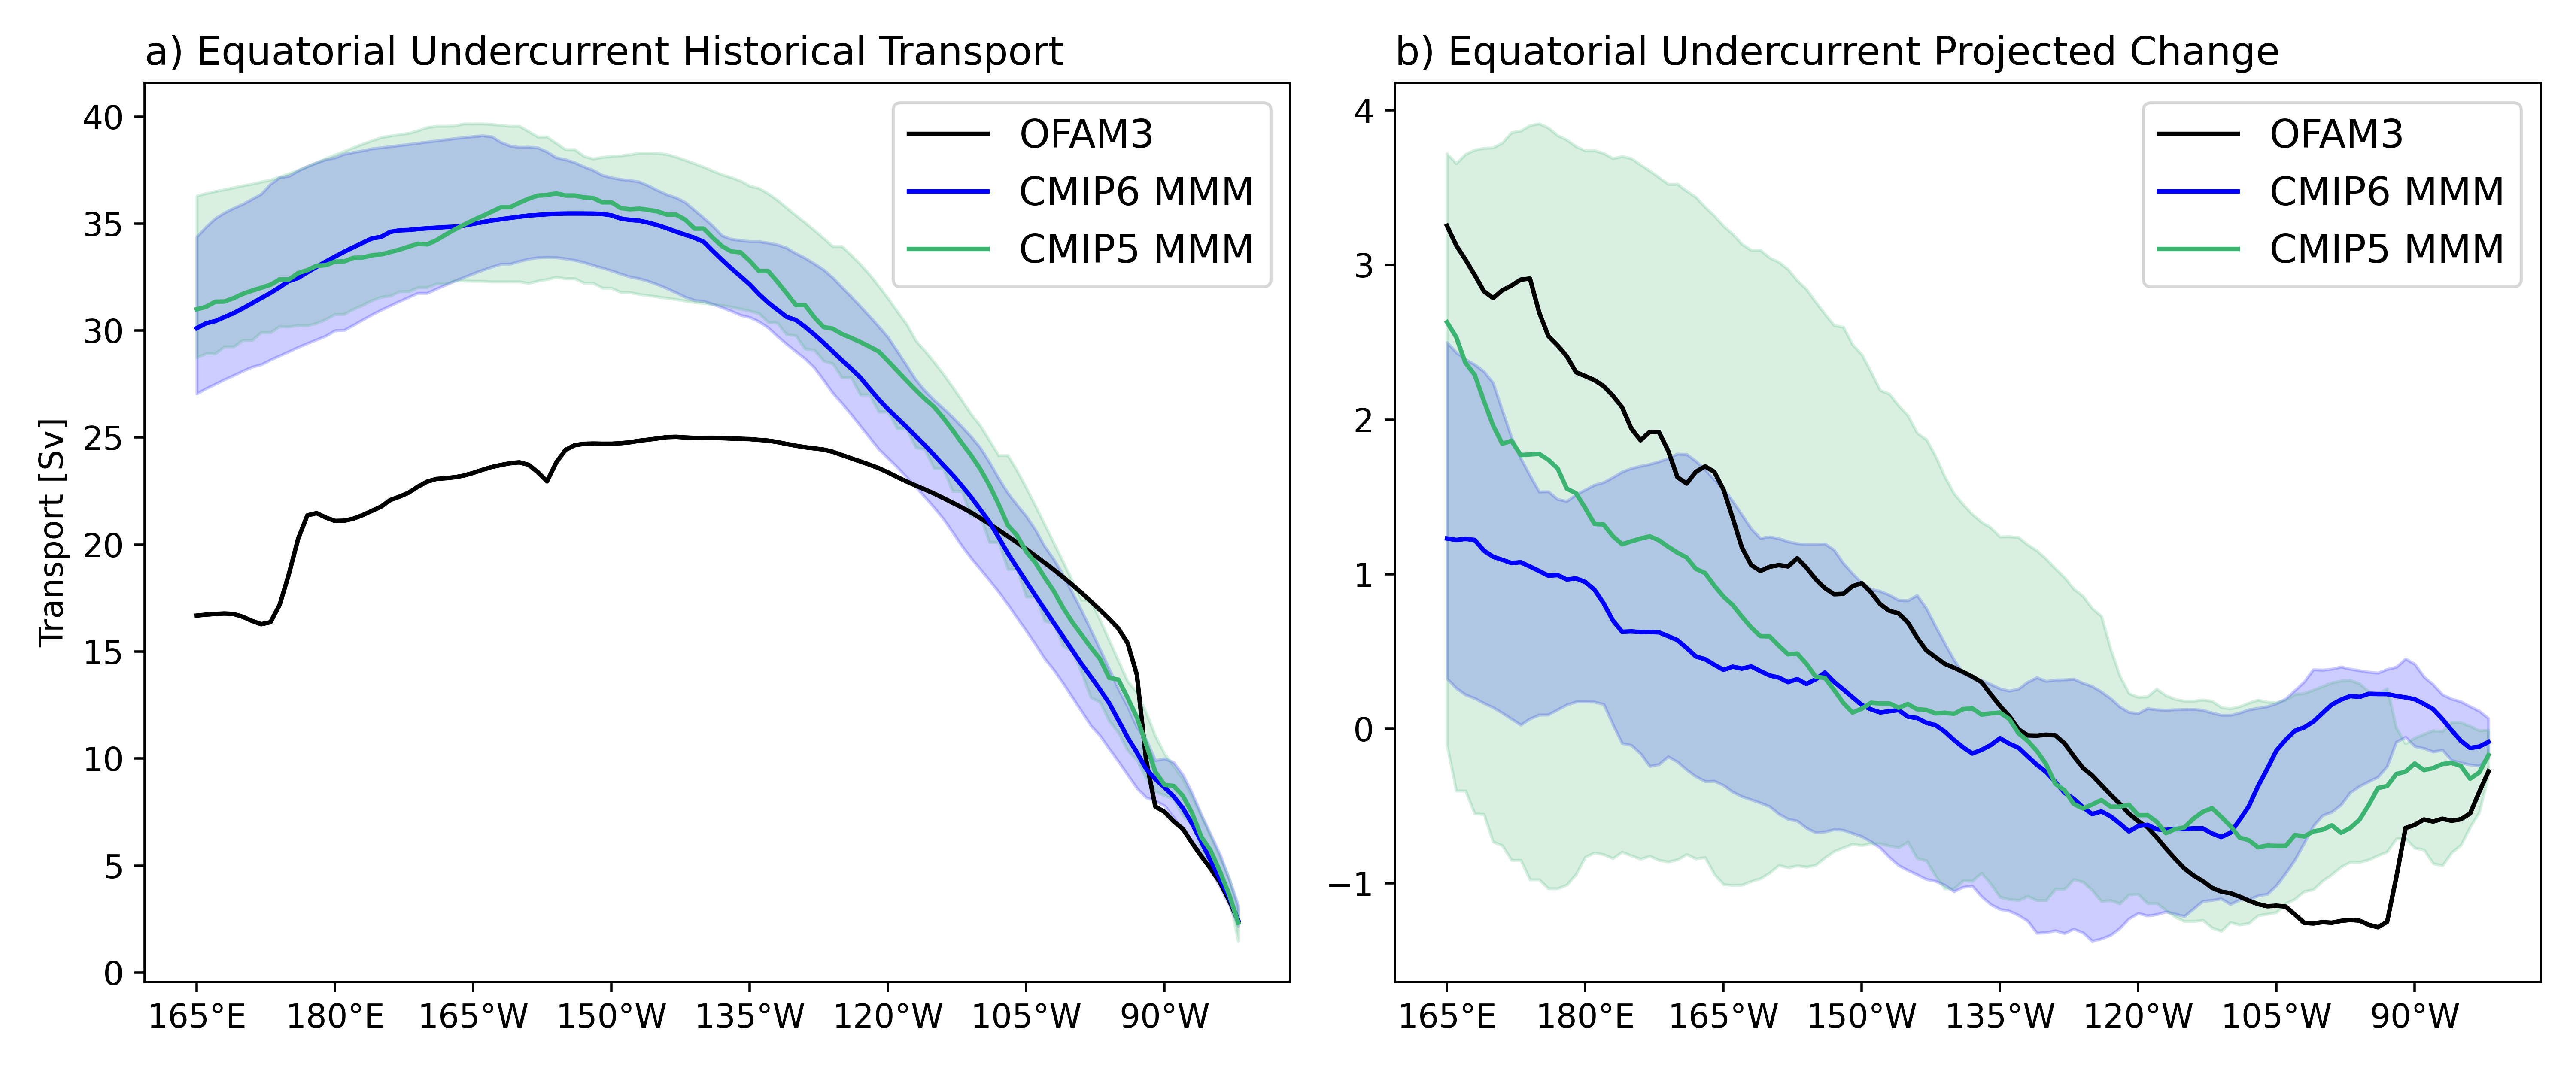 a) Equatorial Undercurrent Historical Transport
Transport [Sv]
40
35
30
25
20
15
10
5
0
165°E 180°E 165°W 150°W 135°W 120°W 105°W 90°W
OFAM3
CMIP6 MMM
CMIP5 MMM
b) Equatorial Undercurrent Projected Change
4
3
2
1
0
−1
165°E 180°E 165°W 150°W 135°W 120°W 105°W 90°W
OFAM3
CMIP6 MMM
CMIP5 MMM